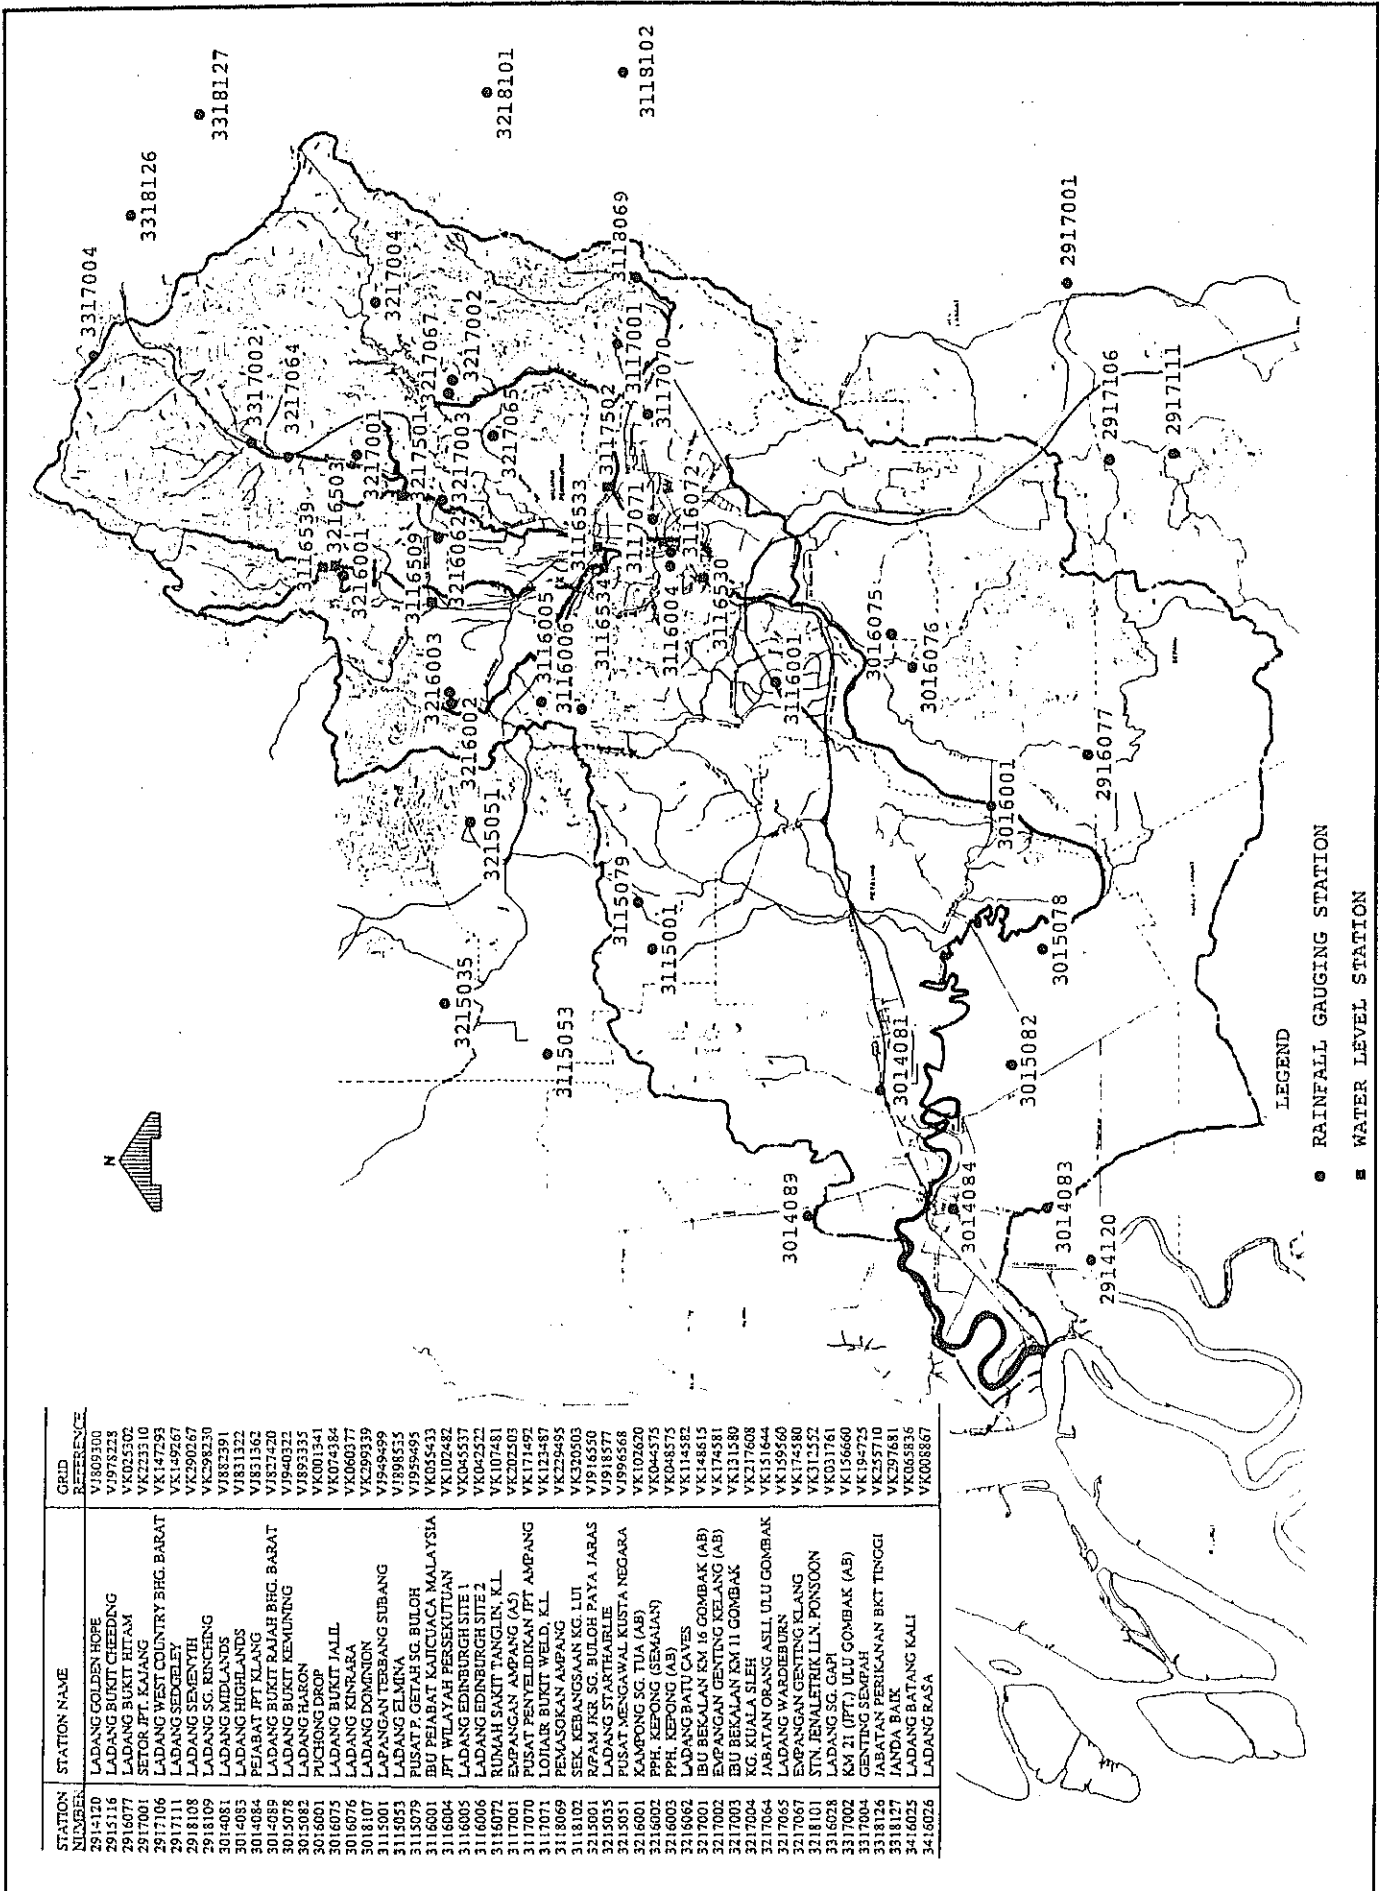 STATION NUMBER STATION NAME GRID REFERENCE
2914120 LADANG GOLDEN HOPE VJ809300
2915116 LADANG BUKIT CHEEDING VJ978228
2916077 LADANG BUKIT HITAM VK025302
2917001 SETOR JPT. KAJANG VK223310
2917106 LADANG WEST COUNTRY BHG. BARAT VK147293
2917111 LADANG SEDGELEY VK149267
2918108 LADANG SEMENYIH VK290267
2918109 LADANG SG. RINCHING VK298230
3014081 LADANG MIDLANDS VJ882391
3014083 LADANG HIGHLANDS VJ831322
3014084 PEJABAT JPT KLANG VJ831362
3014089 LADANG BUKIT RAJAH BHG. BARAT VJ827420
3015078 LADANG BUKIT KEMUNING VJ940322
3015082 LADANG HARON VJ893335
3016001 PUCHONG DROP VK001341
3016075 LADANG BUKIT JALIL VK074384
3016076 LADANG KINRARA VK060377
3018107 LADANG DOMINION VK299339
3115001 LAPANGAN TERBANG SUBANG VJ949499
3115053 LADANG ELMINA VJ898535
3115079 PUSAT P. GETAH SG. BULOH VJ959495
3116001 IBU PEJABAT KAJICUACA MALAYSIA VK055433
3116004 JPT WILAYAH PERSEKUTUAN VK102482
3116005 LADANG EDINBURGH SITE 1 VK045537
3116006 LADANG EDINBURGH SITE 2 VK042522
3116072 RUMAH SAKIT TANGLIN, K.L. VK107481
3117001 EMPANGAN AMPANG (AS) VK202503
3117070 PUSAT PENYELIDIKAN JPT AMPANG VK171492
3117071 LOJIAIR BUKIT WELD, K.L. VK123487
3118069 PEMASOKAN AMPANG VK229495
3118102 SEK. KEBANGSAAN KG. LUI VK320503
3215001 RAPAM JKR SG. BULOH PAYA JARAS VJ916550
3215035 LADANG STARTHAIRLIE VJ918577
3215051 PUSAT MENGAWAL KUSTA NEGARA VJ996568
3216001 KAMPONG SG. TUA (AB) VK102620
3216002 PPH. KEPONG (SEMAIAN) VK044575
3216003 PPH. KEPONG (AB) VK048575
3216062 LADANG BATU CAVES VK114582
3217001 IBU BEKALAN KM 16 GOMBAK (AB) VK148615
3217002 EMPANGAN GENTING KELANG (AB) VK174581
3217003 IBU BEKALAN KM 11 GOMBAK VK131580
3217004 KG. KUALA SLEH VK217608
3217064 JABATAN ORANG ASLI, ULU GOMBAK VK151644
3217065 LADANG WARDIEBURN VK159560
3217067 EMPANGAN GENTING KLANG VK174580
3218101 STN. JENALETRIK LLN. PONSOON VK312552
3316028 LADANG SG. GAPI VK031761
3317002 KM 21 (JPT.) ULU GOMBAK (AB) VK156660
3317004 GENTING SEMPAH VK194725
3318126 JABATAN PERIKANAN BKT TINGGI VK255710
3318127 JANDA BAIK VK297681
3416025 LADANG BATANG KALI VK065836
3416026 LADANG RASA VK008867
N
3318127
3318126
3218101
3118102
3317004
3317002
3217064
3217004
3217067
3217002
3118069
3117001
3117070
3217001
3217501
3217003
3217065
3117502
3116539
3216503
3216001
3116509
3216062
3116533
3117071
3116072
3216003
3216002
3116005
3116006
3116534
3116004
3116530
3116001
3215051
3215035
3115079
3115001
3115053
3016075
3016076
2917001
2917106
2917111
2916077
3016001
PETALING
SEPANG
3015078
3015082
3014081
3014089
3014084
3014083
2914120
LEGEND
RAINFALL GAUGING STATION
WATER LEVEL STATION